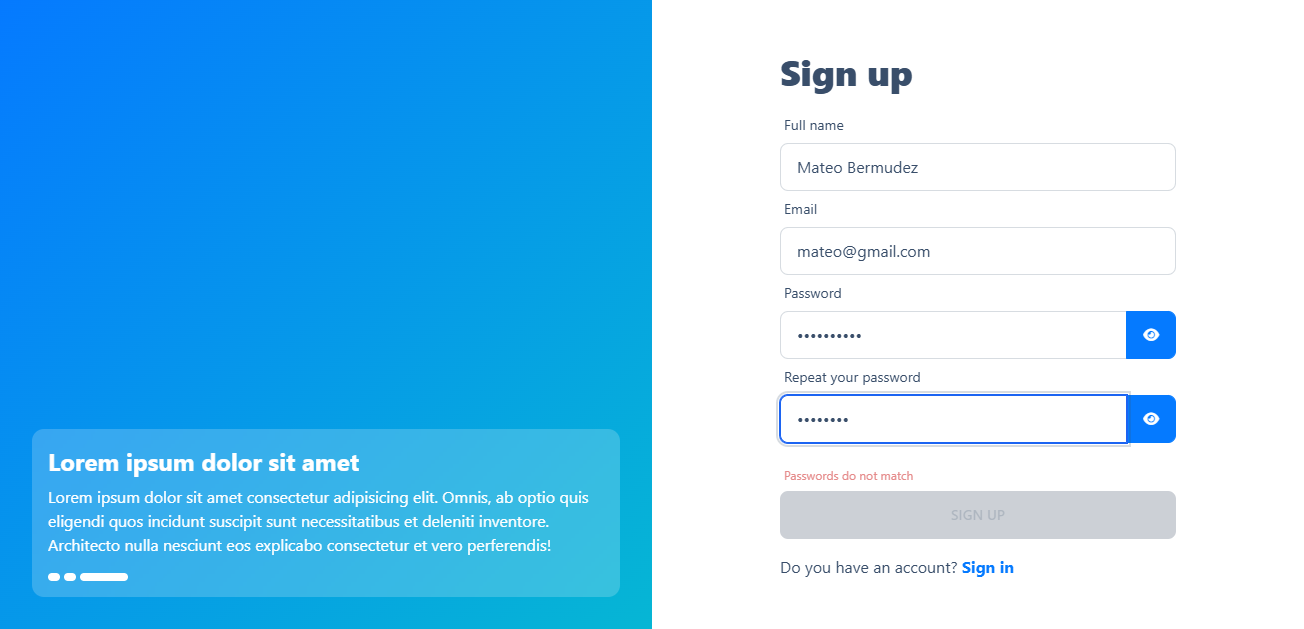 Lorem ipsum dolor sit amet
Lorem ipsum dolor sit amet consectetur adipisicing elit. Omnis, ab optio quis
eligendi quos incidunt suscipit sunt necessitatibus et deleniti inventore.
Architecto nulla nesciunt eos explicabo consectetur et vero perferendis!
Sign up
Full name
Mateo Bermudez
Email
mateo@gmail.com
Password
••••••••••
Repeat your password
••••••••
Passwords do not match
SIGN UP
Do you have an account? Sign in